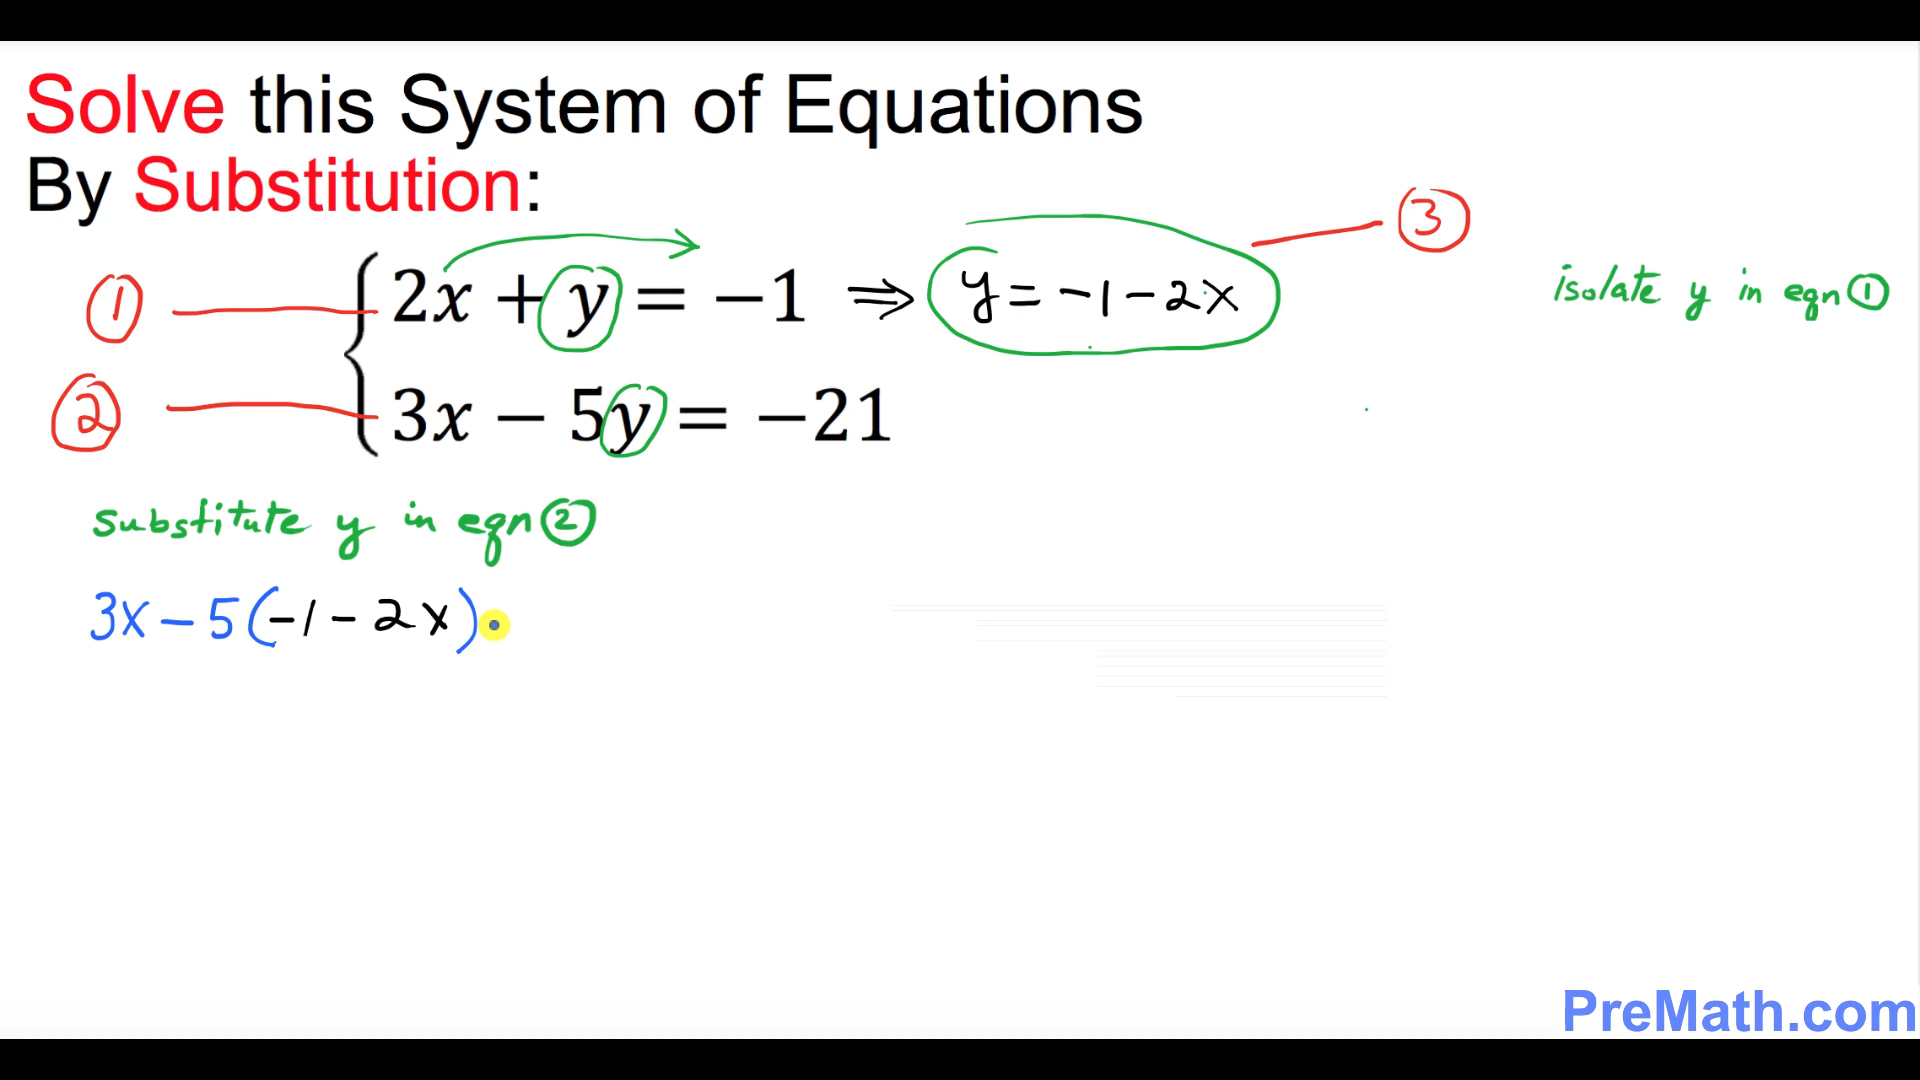 Solve this System of Equations
By Substitution:
③
① 2x + y = −1 ⇒ y = −1 − 2x isolate y in eqn ①
② 3x − 5y = −21
substitute y in eqn ②
3x − 5(−1 − 2x)
PreMath.com